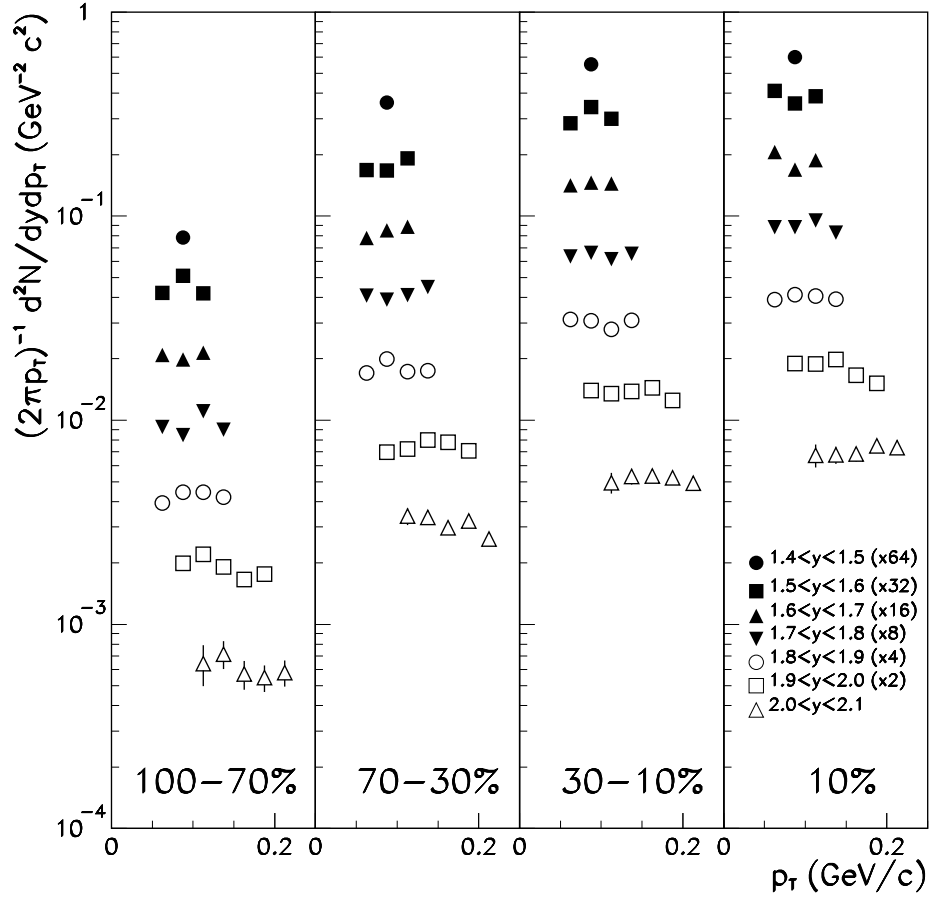 (2πpT)⁻¹ d²N/dydpT (GeV⁻² c²)
1
10⁻¹
10⁻²
10⁻³
10⁻⁴
1.4<y<1.5 (x64)
1.5<y<1.6 (x32)
1.6<y<1.7 (x16)
1.7<y<1.8 (x8)
1.8<y<1.9 (x4)
1.9<y<2.0 (x2)
2.0<y<2.1
100−70% 70−30% 30−10% 10%
0 0.2 0 0.2 0 0.2 0 0.2
pT (GeV/c)